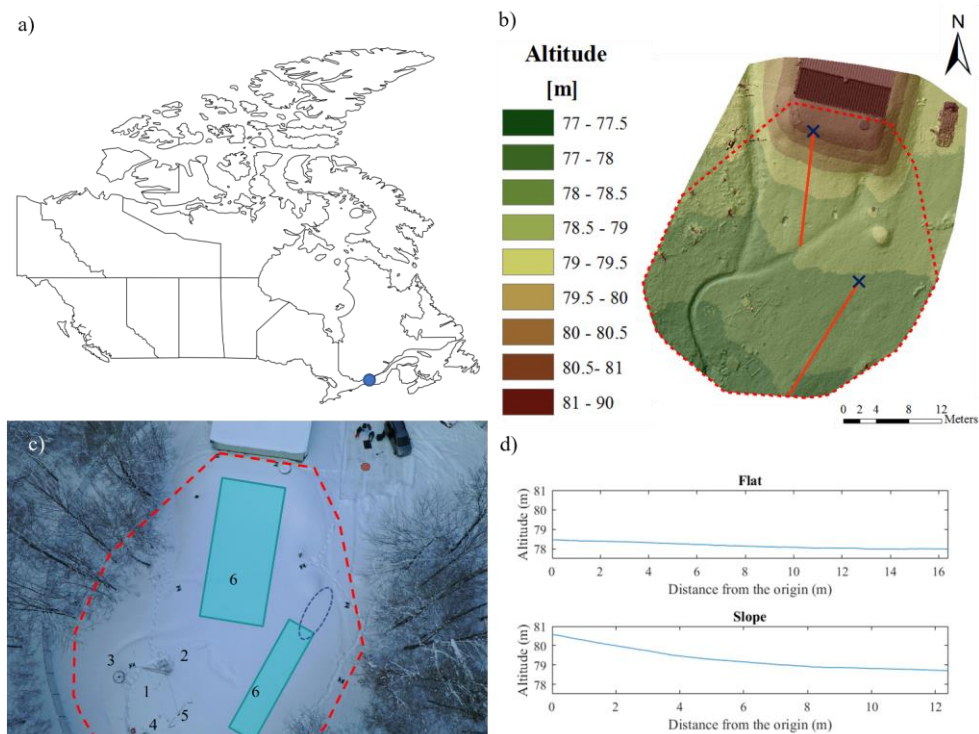 a)
b)
N
Altitude
[m]
77 - 77.5
77 - 78
78 - 78.5
78.5 - 79
79 - 79.5
79.5 - 80
80 - 80.5
80.5- 81
81 - 90
0 2 4 8 12
Meters
c)
6
6
3
2
1
4
5
d)
Flat
Altitude (m)
81
80
79
78
0 2 4 6 8 10 12 14 16
Distance from the origin (m)
Slope
Altitude (m)
81
80
79
78
0 2 4 6 8 10 12
Distance from the origin (m)